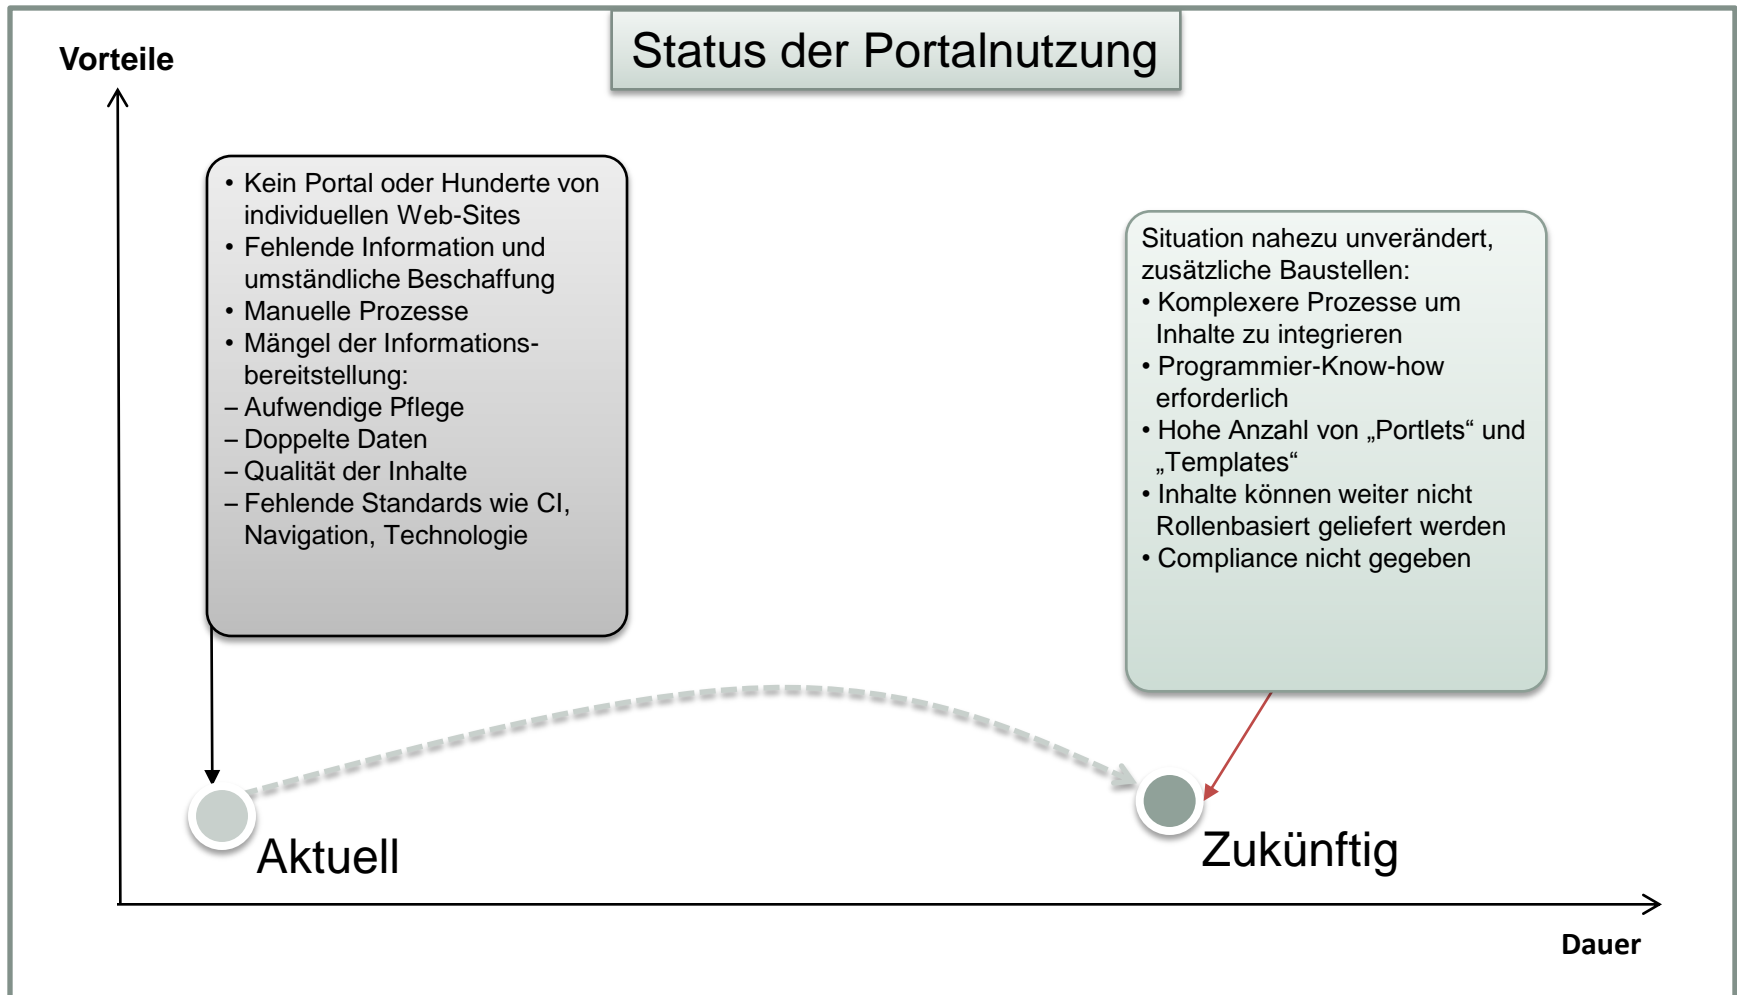 Status der Portalnutzung
Vorteile
• Kein Portal oder Hunderte von
individuellen Web-Sites
• Fehlende Information und
umständliche Beschaffung
• Manuelle Prozesse
• Mängel der Informations-
bereitstellung:
– Aufwendige Pflege
– Doppelte Daten
– Qualität der Inhalte
– Fehlende Standards wie CI,
Navigation, Technologie
Situation nahezu unverändert,
zusätzliche Baustellen:
• Komplexere Prozesse um
Inhalte zu integrieren
• Programmier-Know-how
erforderlich
• Hohe Anzahl von „Portlets“ und
„Templates“
• Inhalte können weiter nicht
Rollenbasiert geliefert werden
• Compliance nicht gegeben
Aktuell
Zukünftig
Dauer